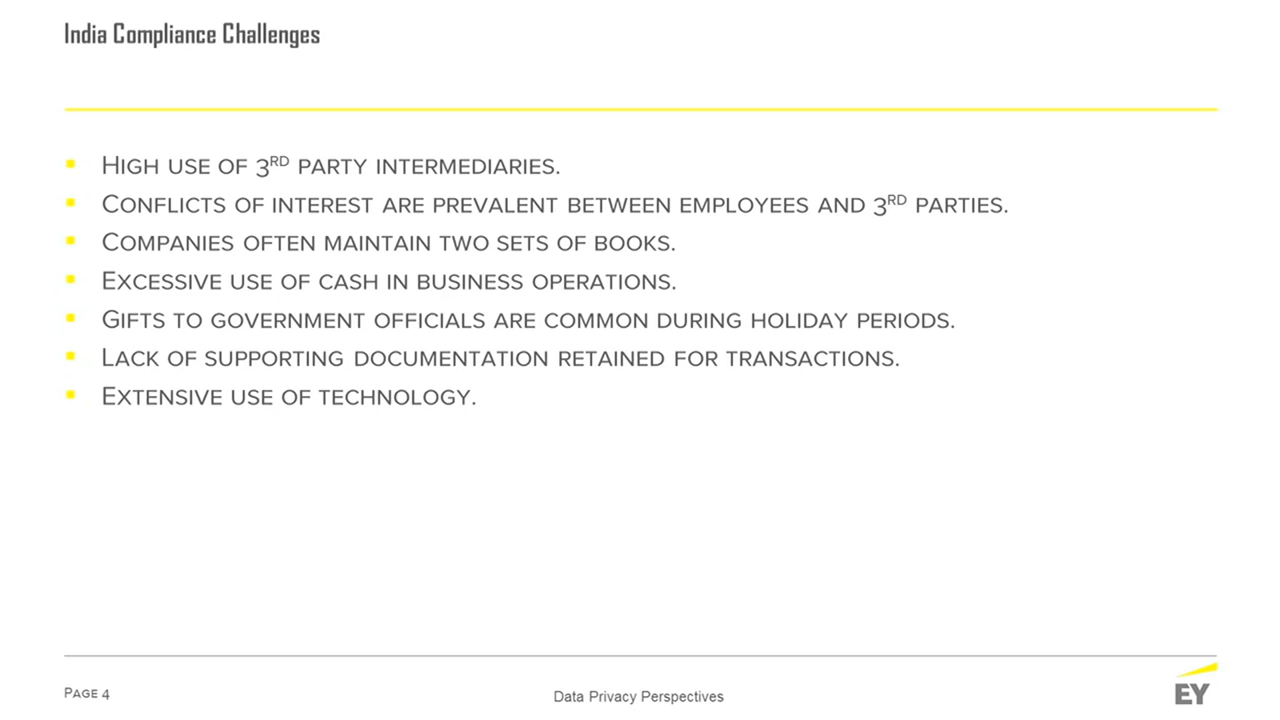 India Compliance Challenges
High use of 3rd party intermediaries.
Conflicts of interest are prevalent between employees and 3rd parties.
Companies often maintain two sets of books.
Excessive use of cash in business operations.
Gifts to government officials are common during holiday periods.
Lack of supporting documentation retained for transactions.
Extensive use of technology.
Page 4
Data Privacy Perspectives
EY